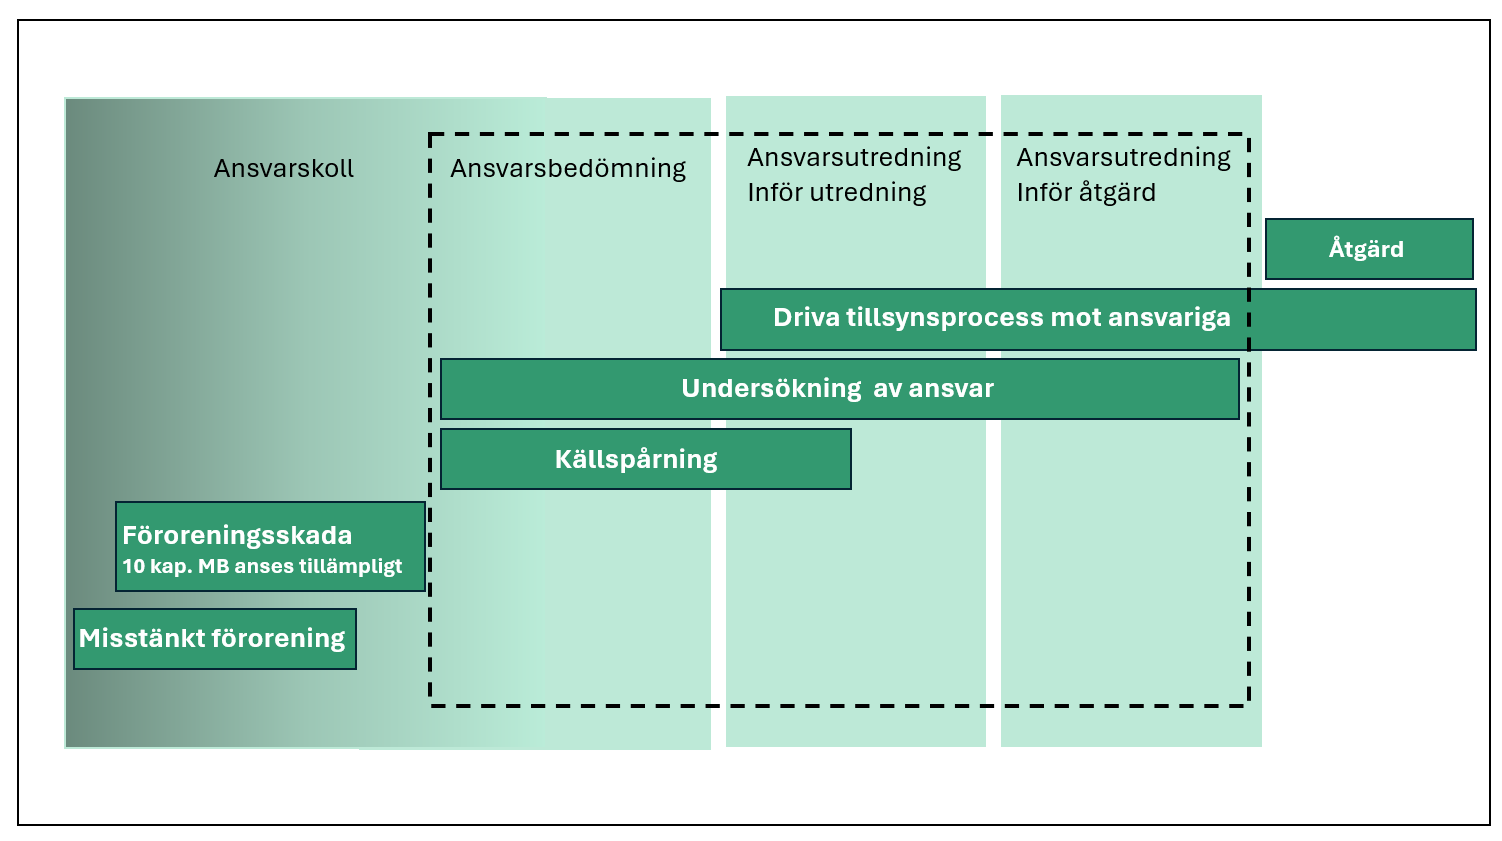 Ansvarskoll
Ansvarsbedömning
Ansvarsutredning
Inför utredning
Ansvarsutredning
Inför åtgärd
Åtgärd
Driva tillsynsprocess mot ansvariga
Undersökning  av ansvar
Källspårning
Föroreningsskada
10 kap. MB anses tillämpligt
Misstänkt förorening